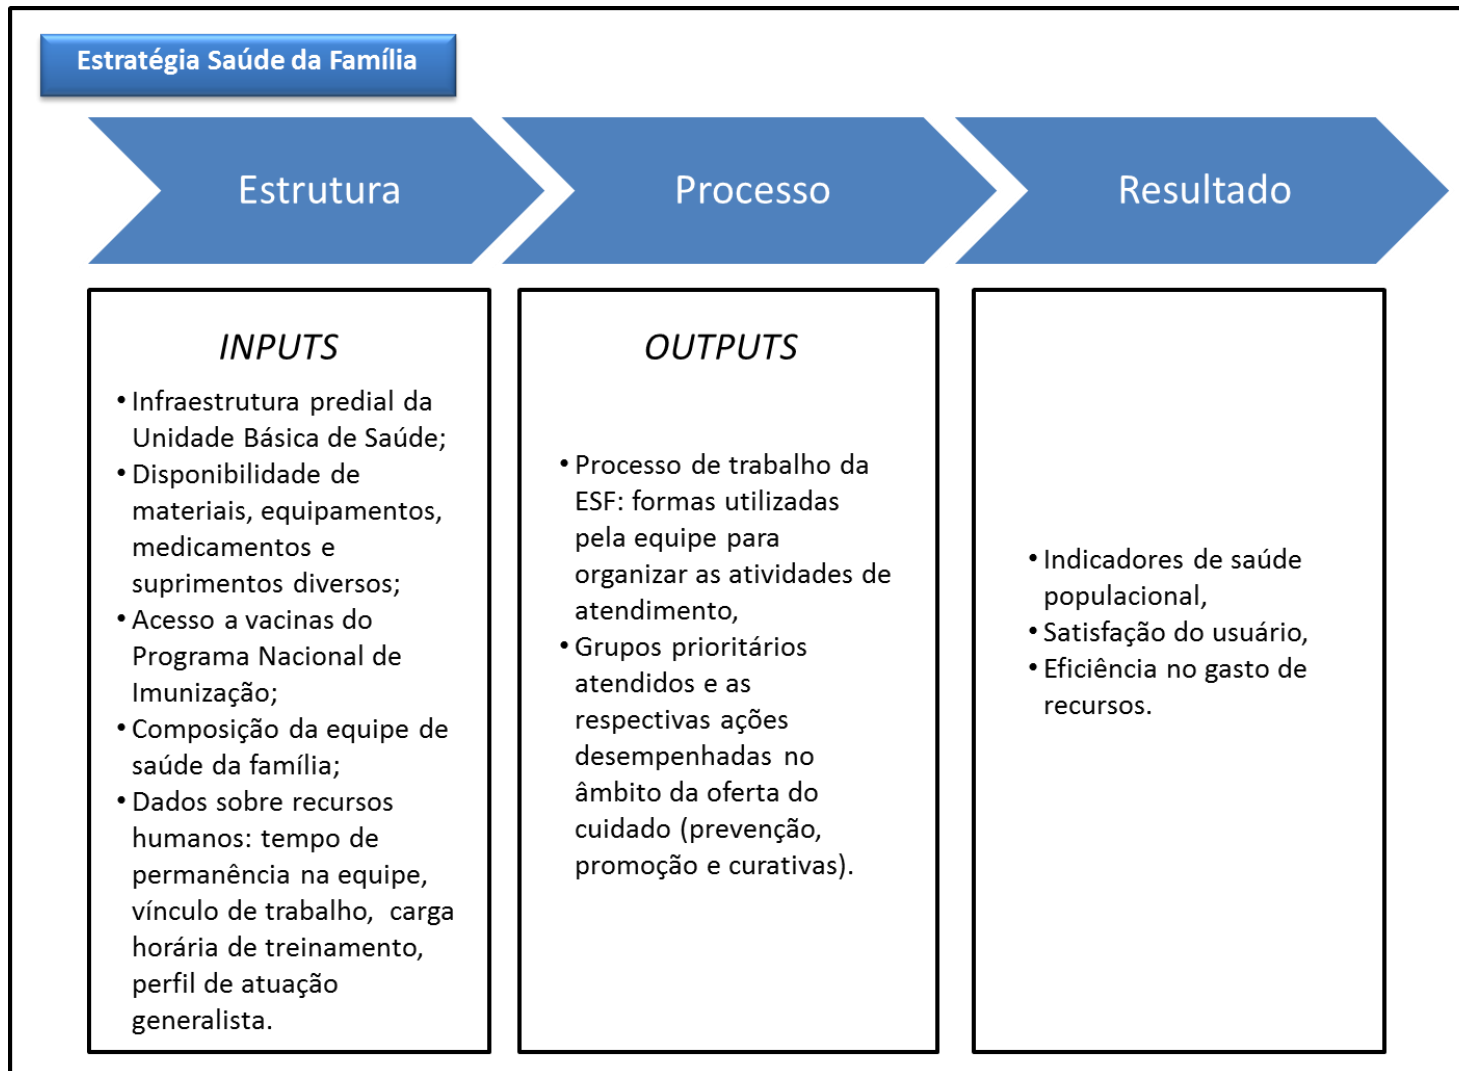 Estratégia Saúde da Família
Estrutura
Processo
Resultado
INPUTS
• Infraestrutura predial da
Unidade Básica de Saúde;
• Disponibilidade de
materiais, equipamentos,
medicamentos e
suprimentos diversos;
• Acesso a vacinas do
Programa Nacional de
Imunização;
• Composição da equipe de
saúde da família;
• Dados sobre recursos
humanos: tempo de
permanência na equipe,
vínculo de trabalho, carga
horária de treinamento,
perfil de atuação
generalista.
OUTPUTS
• Processo de trabalho da
ESF: formas utilizadas
pela equipe para
organizar as atividades de
atendimento,
• Grupos prioritários
atendidos e as
respectivas ações
desempenhadas no
âmbito da oferta do
cuidado (prevenção,
promoção e curativas).
• Indicadores de saúde
populacional,
• Satisfação do usuário,
• Eficiência no gasto de
recursos.